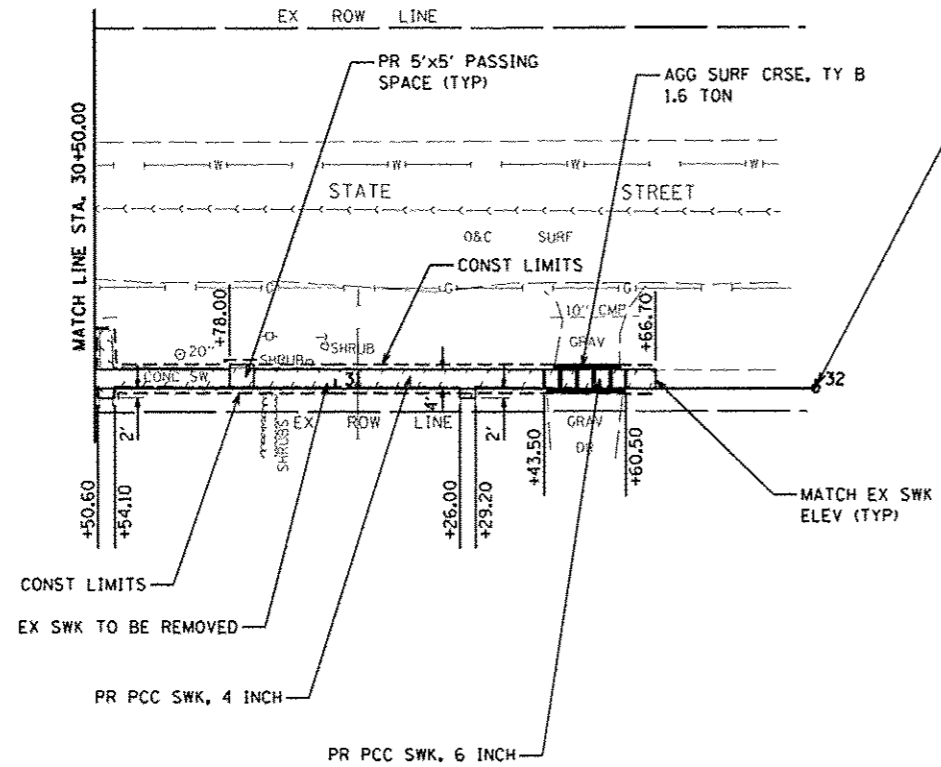 EX ROW LINE
PR 5'x5' PASSING
SPACE (TYP)
AGG SURF CRSE, TY B
1.6 TON
MATCH LINE STA. 30+50.00
W W W W
STATE STREET
O&C SURF
CONST LIMITS
+78.00
G G G
10" CMP
+66.70
20"
SHRUB
SHRUB
GRAV
CONC SW
31
4'
32
2'
SHRUBS
EX ROW LINE
2'
GRAV
DR
+50.60
+54.10
+26.00
+29.20
+43.50
+60.50
MATCH EX SWK
ELEV (TYP)
CONST LIMITS
EX SWK TO BE REMOVED
PR PCC SWK, 4 INCH
PR PCC SWK, 6 INCH